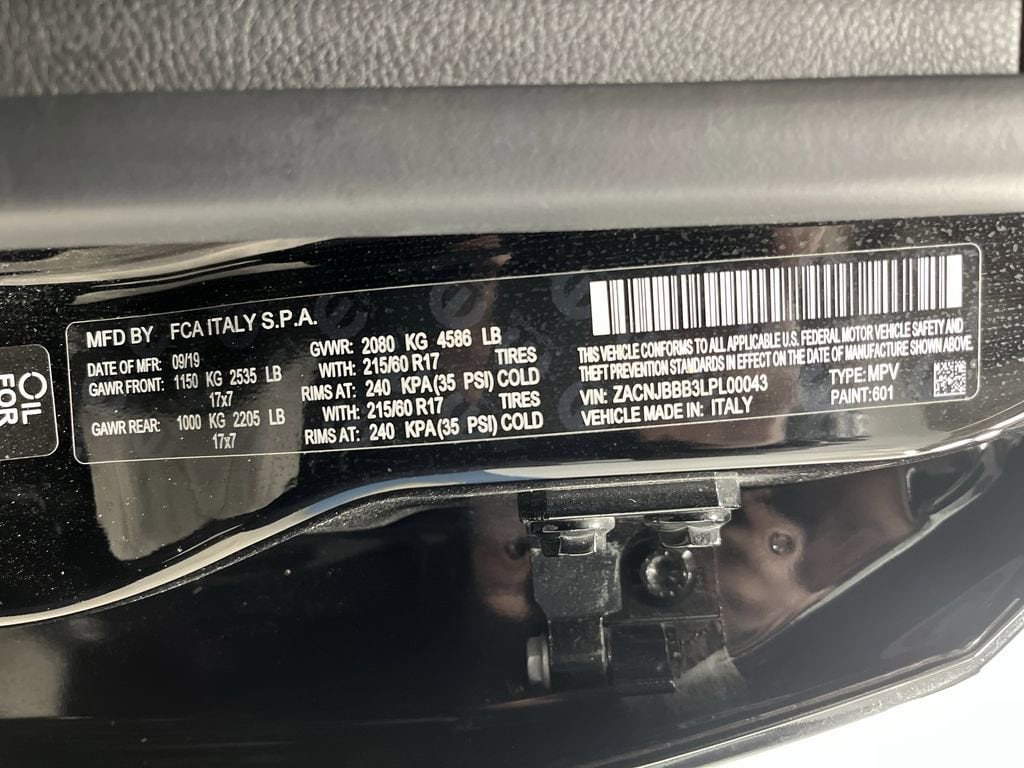 OIL
FOR
MFD BY FCA ITALY S.P.A.
DATE OF MFR: 09/19
GVWR: 2080 KG 4586 LB
GAWR FRONT: 1150 KG 2535 LB WITH: 215/60 R17 TIRES
17x7 RIMS AT: 240 KPA (35 PSI) COLD
GAWR REAR: 1000 KG 2205 LB WITH: 215/60 R17 TIRES
17x7 RIMS AT: 240 KPA (35 PSI) COLD
THIS VEHICLE CONFORMS TO ALL APPLICABLE U.S. FEDERAL MOTOR VEHICLE SAFETY AND
THEFT PREVENTION STANDARDS IN EFFECT ON THE DATE OF MANUFACTURE SHOWN ABOVE.
VIN: ZACNJBBB3LPL00043 TYPE: MPV
VEHICLE MADE IN: ITALY PAINT: 601